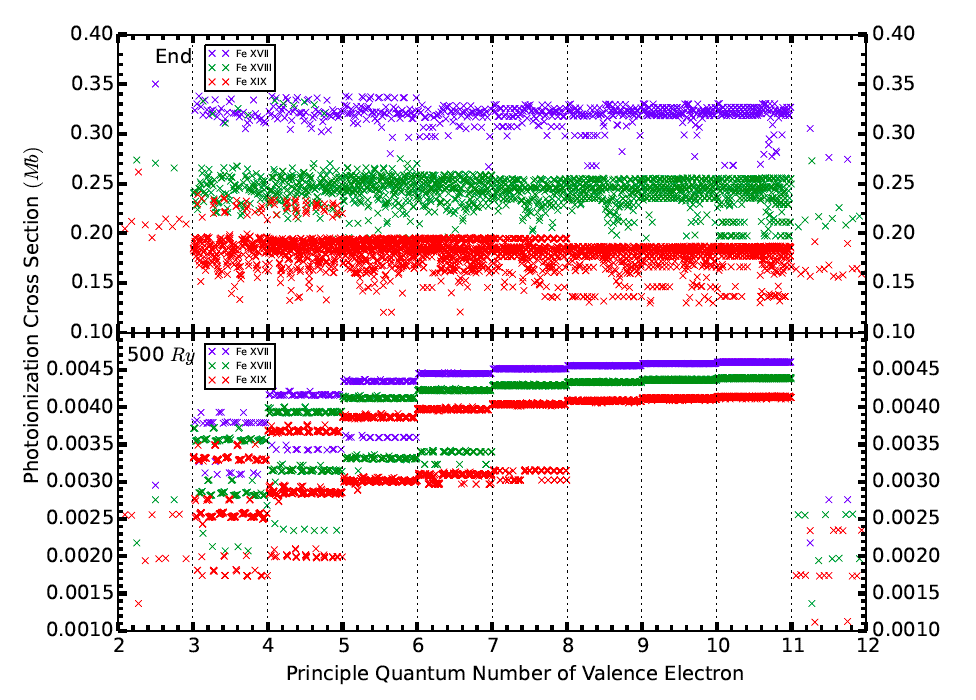 0.40
0.40
End
Fe XVII
Fe XVIII
Fe XIX
0.35
0.35
0.30
0.30
0.25
0.25
0.20
0.20
0.15
0.15
0.10
0.10
Photoionization Cross Section (Mb)
500 Ry
Fe XVII
Fe XVIII
Fe XIX
0.0045
0.0045
0.0040
0.0040
0.0035
0.0035
0.0030
0.0030
0.0025
0.0025
0.0020
0.0020
0.0015
0.0015
0.0010
0.0010
2 3 4 5 6 7 8 9 10 11 12
Principle Quantum Number of Valence Electron